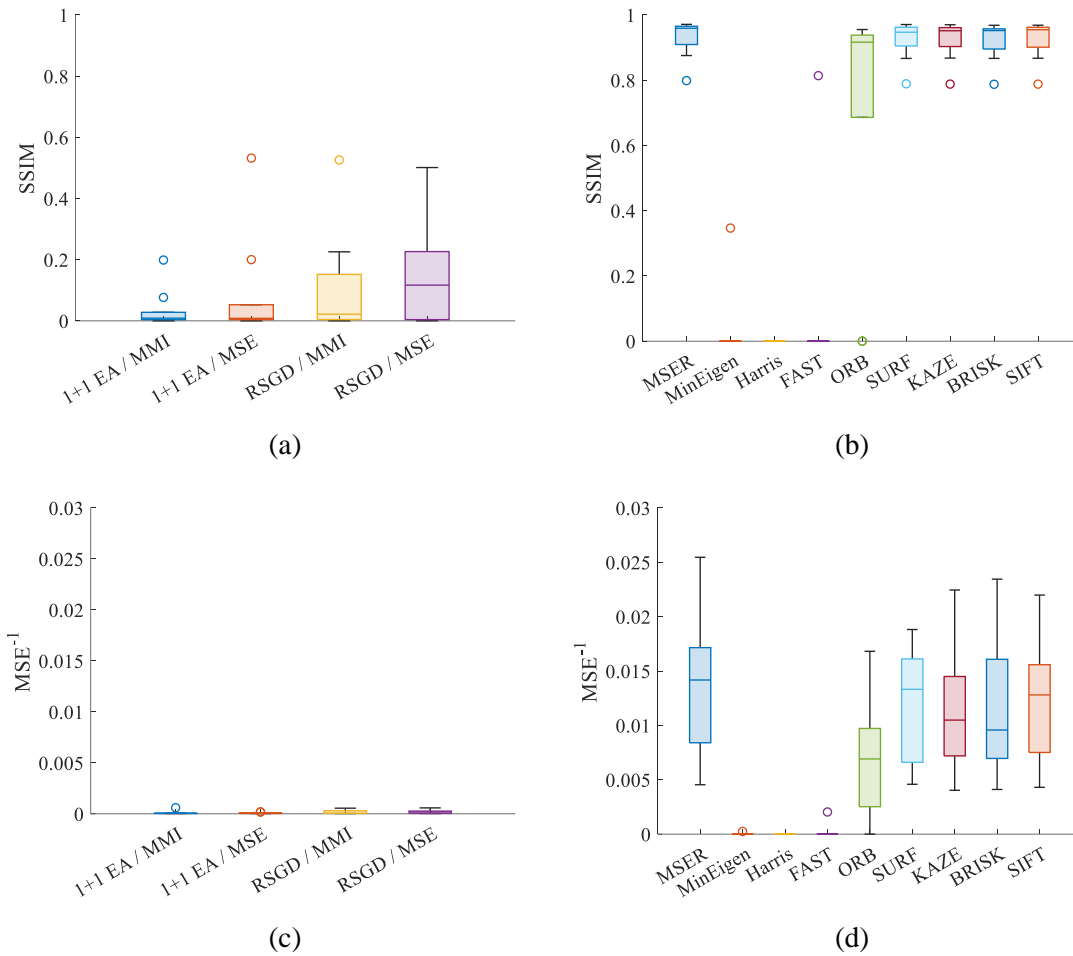 1
0.8
0.6
0.4
0.2
0
SSIM
1+1 EA / MMI
1+1 EA / MSE
RSGD / MMI
RSGD / MSE
(a)
1
0.8
0.6
0.4
0.2
0
SSIM
MSER
MinEigen
Harris
FAST
ORB
SURF
KAZE
BRISK
SIFT
(b)
0.03
0.025
0.02
0.015
0.01
0.005
0
MSE⁻¹
1+1 EA / MMI
1+1 EA / MSE
RSGD / MMI
RSGD / MSE
(c)
0.03
0.025
0.02
0.015
0.01
0.005
0
MSE⁻¹
MSER
MinEigen
Harris
FAST
ORB
SURF
KAZE
BRISK
SIFT
(d)